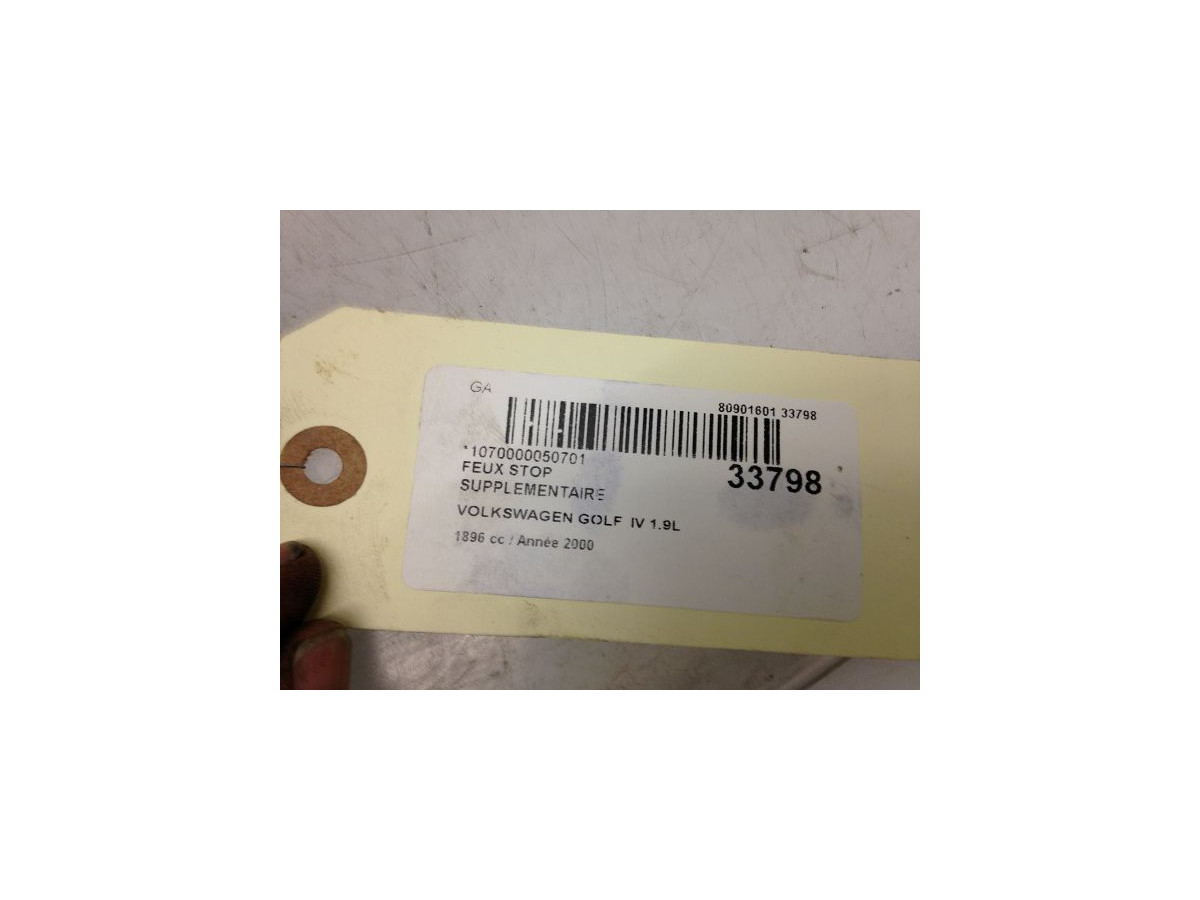 GA
80901601 33798
*1070000050701
33798
FEUX STOP
SUPPLEMENTAIRE
VOLKSWAGEN GOLF IV 1.9L
1896 cc / Année 2000